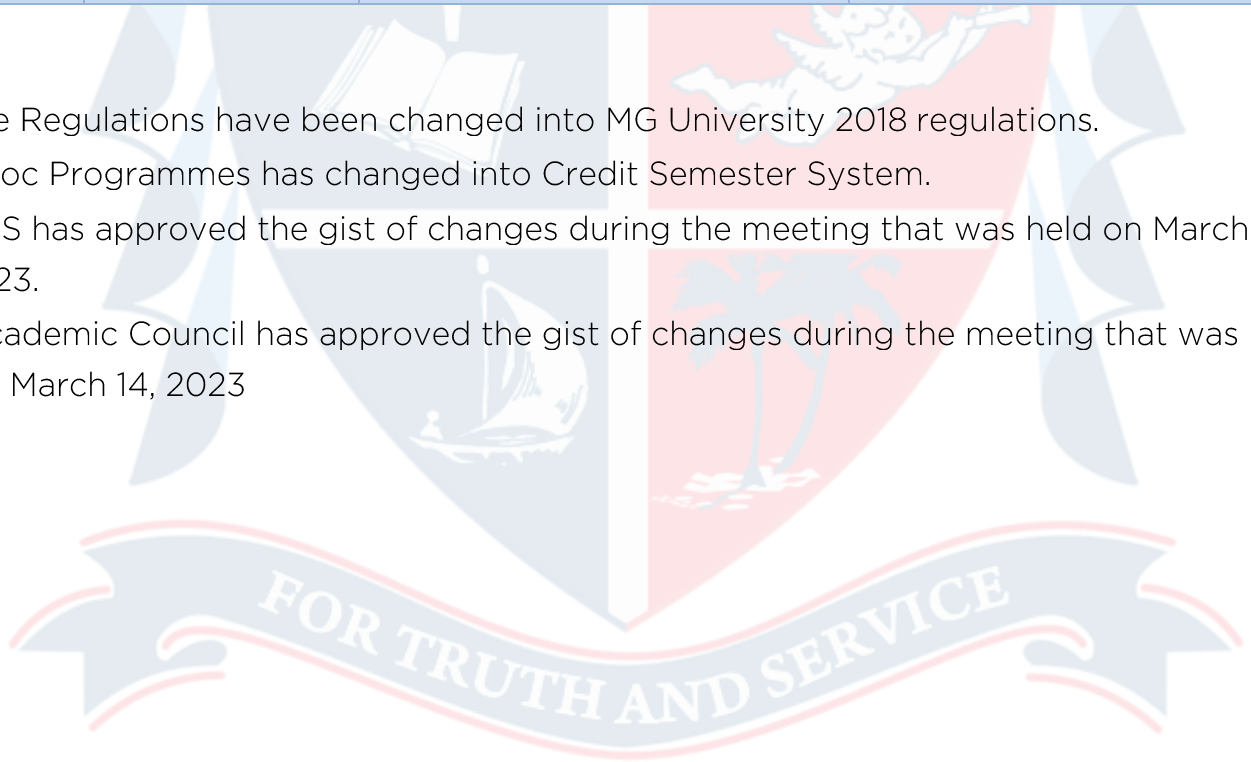 e Regulations have been changed into MG University 2018 regulations.
oc Programmes has changed into Credit Semester System.
S has approved the gist of changes during the meeting that was held on March
23.
cademic Council has approved the gist of changes during the meeting that was
March 14, 2023
FOR TRUTH AND SERVICE